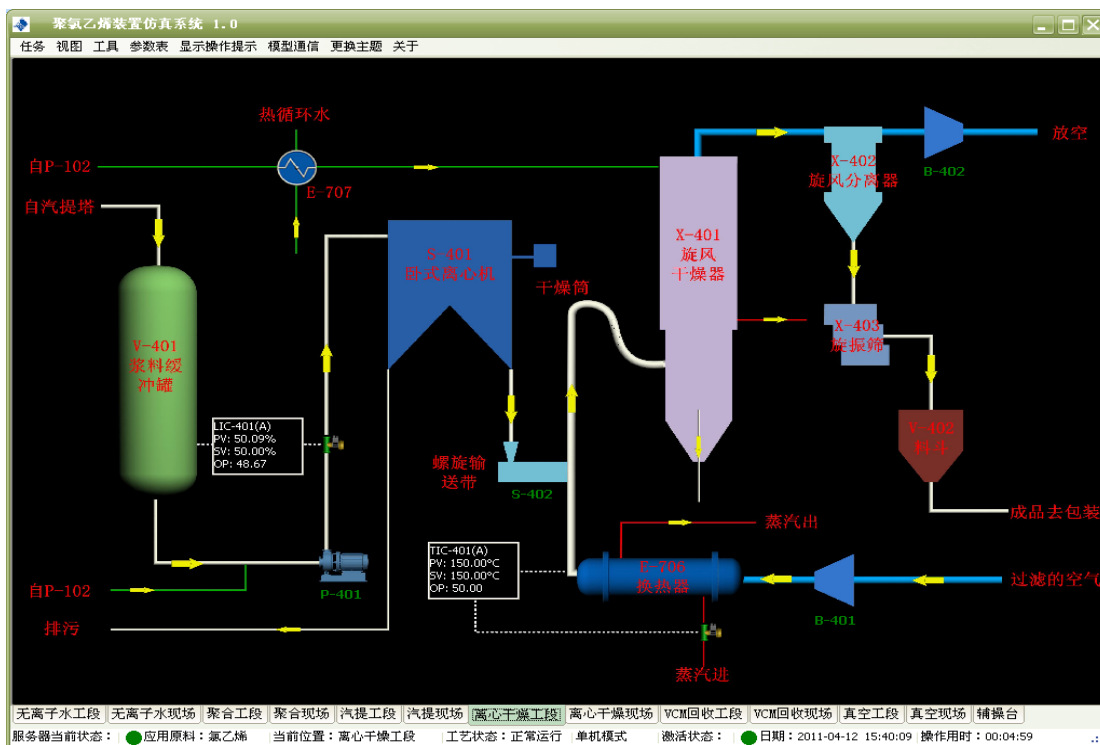 聚氯乙烯装置仿真系统 1.0
任务 视图 工具 参数表 显示操作提示 模型通信 更换主题 关于
热循环水
自P-102
E-707
自汽提塔
放空
B-402
X-402
旋风分离器
S-401
卧式离心机
X-401
旋风
干燥器
干燥筒
X-403
旋振筛
V-401
浆料缓
冲罐
LIC-401(A)
PV: 50.09%
SV: 50.00%
OP: 48.67
V-402
料斗
螺旋输
送带
S-402
成品去包装
蒸汽出
TIC-401(A)
PV: 150.00°C
SV: 150.00°C
OP: 50.00
E-706
换热器
过滤的空气
P-401
自P-102
B-401
排污
蒸汽进
无离子水工段 无离子水现场 聚合工段 聚合现场 汽提工段 汽提现场 离心干燥工段 离心干燥现场 VCM回收工段 VCM回收现场 真空工段 真空现场 辅操台
服务器当前状态: 应用原料:氯乙烯 当前位置:离心干燥工段 工艺状态:正常运行 单机模式 激活状态: 日期:2011-04-12 15:40:09 操作用时:00:04:59